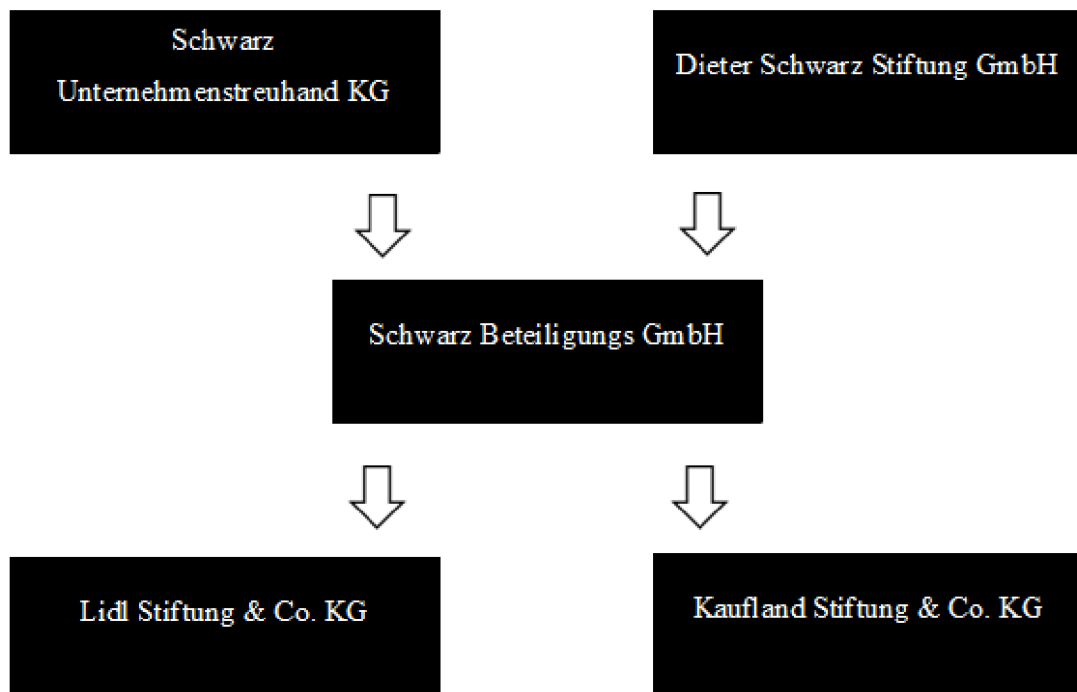 Schwarz
Unternehmenstreuhand KG
Dieter Schwarz Stiftung GmbH
Schwarz Beteiligungs GmbH
Lidl Stiftung & Co. KG
Kaufland Stiftung & Co. KG